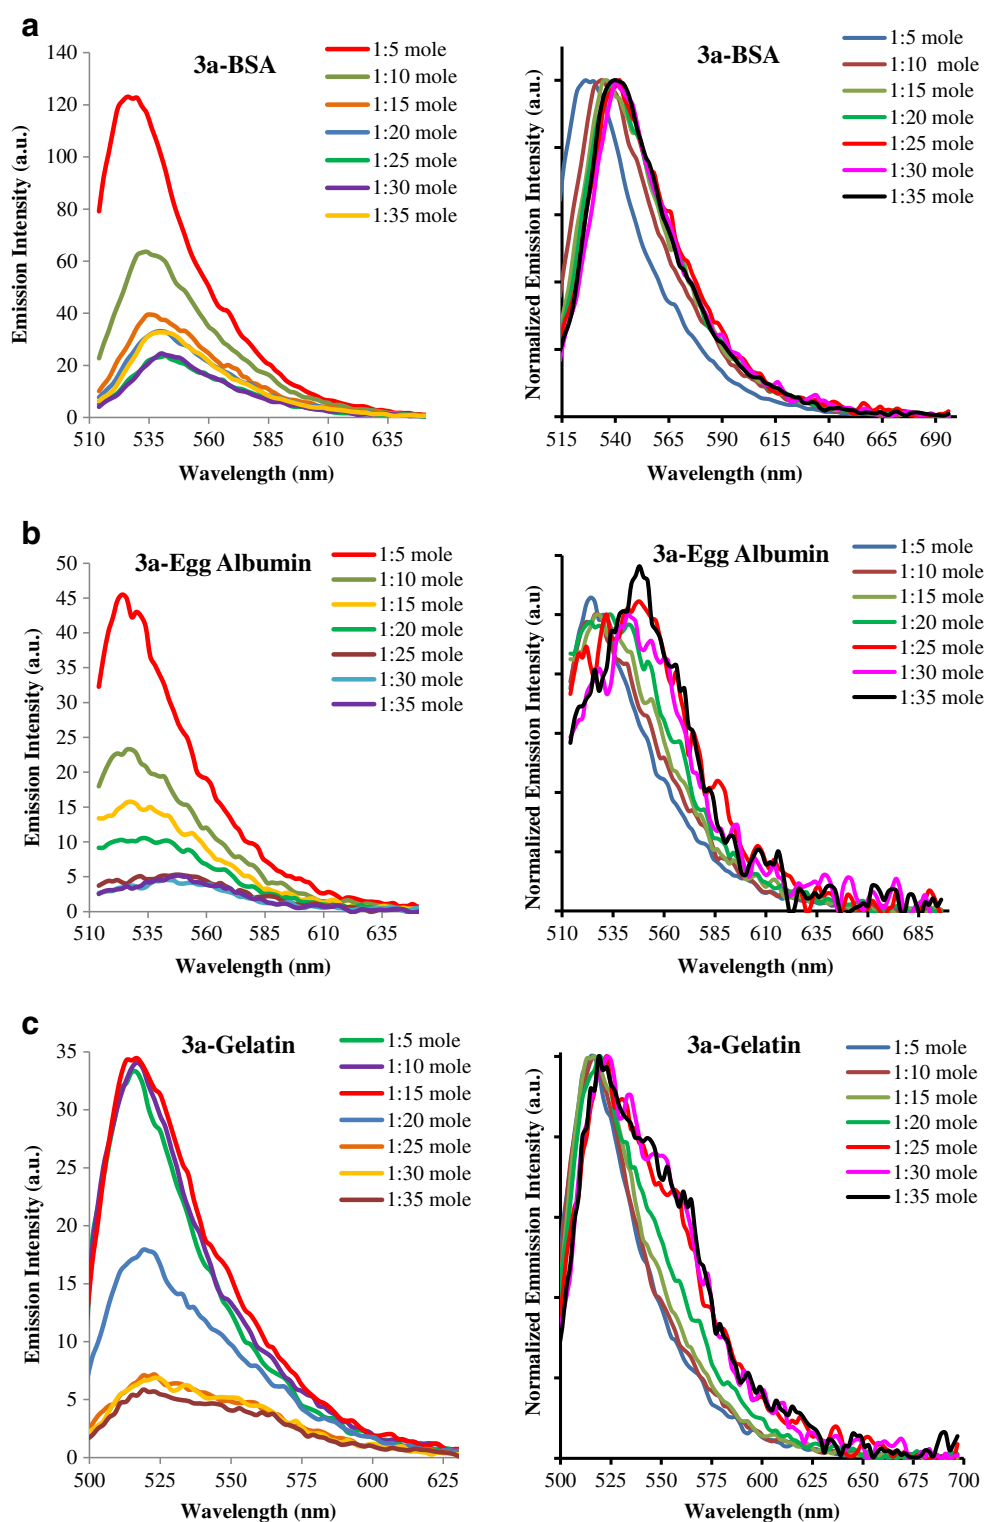 a
3a-BSA
1:5 mole
1:10 mole
1:15 mole
1:20 mole
1:25 mole
1:30 mole
1:35 mole
Emission Intensity (a.u.)
140
120
100
80
60
40
20
0
510 535 560 585 610 635
Wavelength (nm)
3a-BSA
1:5 mole
1:10 mole
1:15 mole
1:20 mole
1:25 mole
1:30 mole
1:35 mole
Normalized Emission Intensity (a.u.)
515 540 565 590 615 640 665 690
Wavelength (nm)
b
3a-Egg Albumin
1:5 mole
1:10 mole
1:15 mole
1:20 mole
1:25 mole
1:30 mole
1:35 mole
Emission Intensity (a.u.)
50
45
40
35
30
25
20
15
10
5
0
510 535 560 585 610 635
Wavelength (nm)
3a-Egg Albumin
1:5 mole
1:10 mole
1:15 mole
1:20 mole
1:25 mole
1:30 mole
1:35 mole
Normalized Emission Intensity (a.u)
510 535 560 585 610 635 660 685
Wavelength (nm)
c
3a-Gelatin
1:5 mole
1:10 mole
1:15 mole
1:20 mole
1:25 mole
1:30 mole
1:35 mole
Emission Intensity (a.u.)
35
30
25
20
15
10
5
0
500 525 550 575 600
Wavelength (nm)
3a-Gelatin
1:5 mole
1:10 mole
1:15 mole
1:20 mole
1:25 mole
1:30 mole
1:35 mole
Normalized Emmission Intensity (a.u.)
500 525 550 575 600 625 650 675 700
Wavelength (nm)